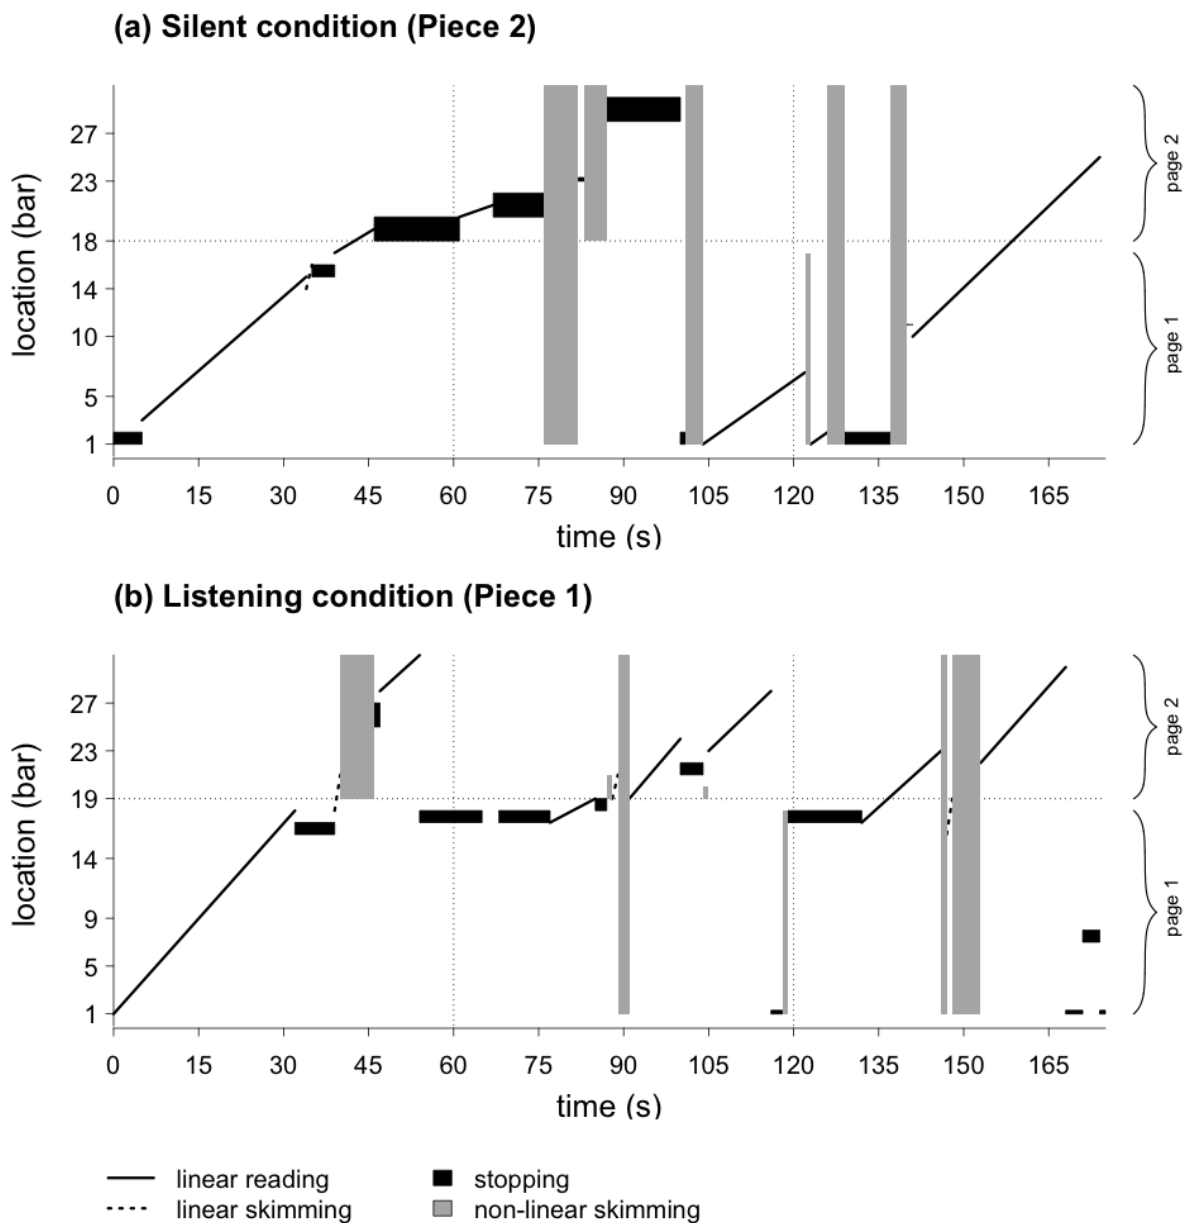 (a) Silent condition (Piece 2)
location (bar)
27
23
18
14
10
5
1
page 2
page 1
0 15 30 45 60 75 90 105 120 135 150 165
time (s)
(b) Listening condition (Piece 1)
location (bar)
27
23
19
14
9
5
1
page 2
page 1
0 15 30 45 60 75 90 105 120 135 150 165
time (s)
linear reading stopping
linear skimming non-linear skimming